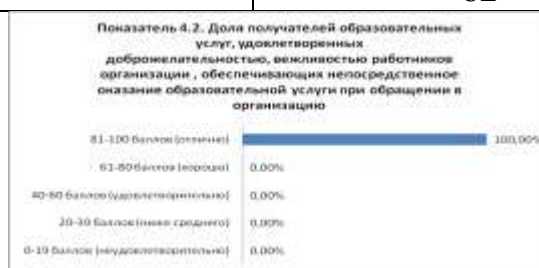 Показатель 4.2. Доля получателей образовательных
услуг, удовлетворенных
доброжелательностью, вежливостью работников
организации , обеспечивающих непосредственное
оказание образовательной услуги при обращении в
организацию
81-100 баллов (отлично) 100,00%
61-80 баллов (хорошо) 0,00%
40-60 баллов (удовлетворительно) 0,00%
20-39 баллов (ниже среднего) 0,00%
0-19 баллов (неудовлетворительно) 0,00%